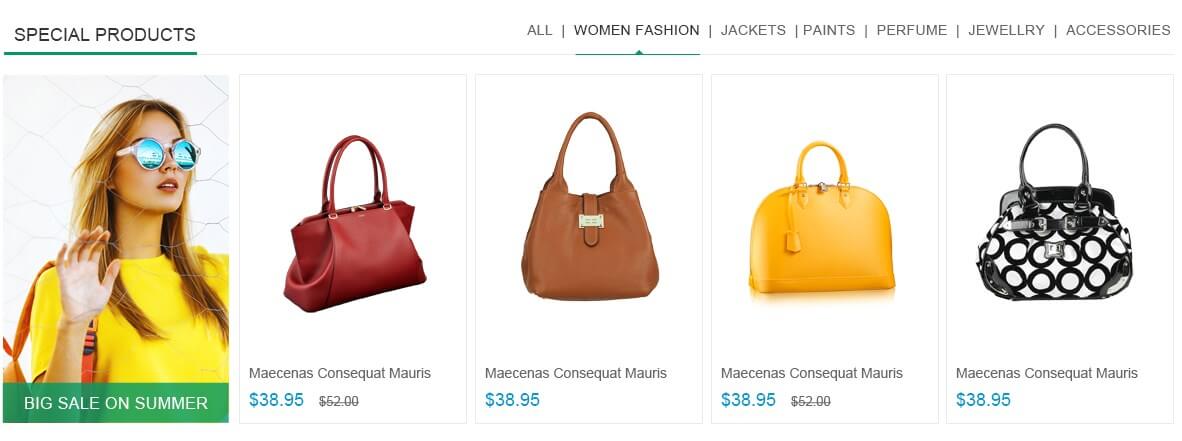 SPECIAL PRODUCTS
ALL | WOMEN FASHION | JACKETS | PAINTS | PERFUME | JEWELLRY | ACCESSORIES
BIG SALE ON SUMMER
Maecenas Consequat Mauris
$38.95 $52.00
Maecenas Consequat Mauris
$38.95
Maecenas Consequat Mauris
$38.95 $52.00
Maecenas Consequat Mauris
$38.95